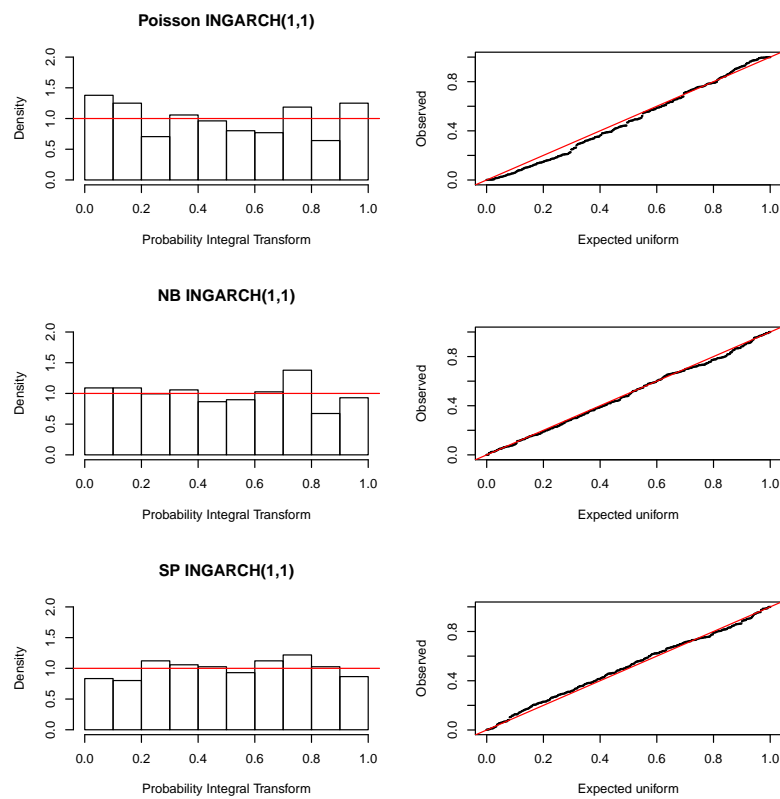 Poisson INGARCH(1,1)
Density
0.0 0.5 1.0 1.5 2.0
0.0 0.2 0.4 0.6 0.8 1.0
Probability Integral Transform
Observed
0.0 0.4 0.8
0.0 0.2 0.4 0.6 0.8 1.0
Expected uniform
NB INGARCH(1,1)
Density
0.0 0.5 1.0 1.5 2.0
0.0 0.2 0.4 0.6 0.8 1.0
Probability Integral Transform
Observed
0.0 0.4 0.8
0.0 0.2 0.4 0.6 0.8 1.0
Expected uniform
SP INGARCH(1,1)
Density
0.0 0.5 1.0 1.5 2.0
0.0 0.2 0.4 0.6 0.8 1.0
Probability Integral Transform
Observed
0.0 0.4 0.8
0.0 0.2 0.4 0.6 0.8 1.0
Expected uniform